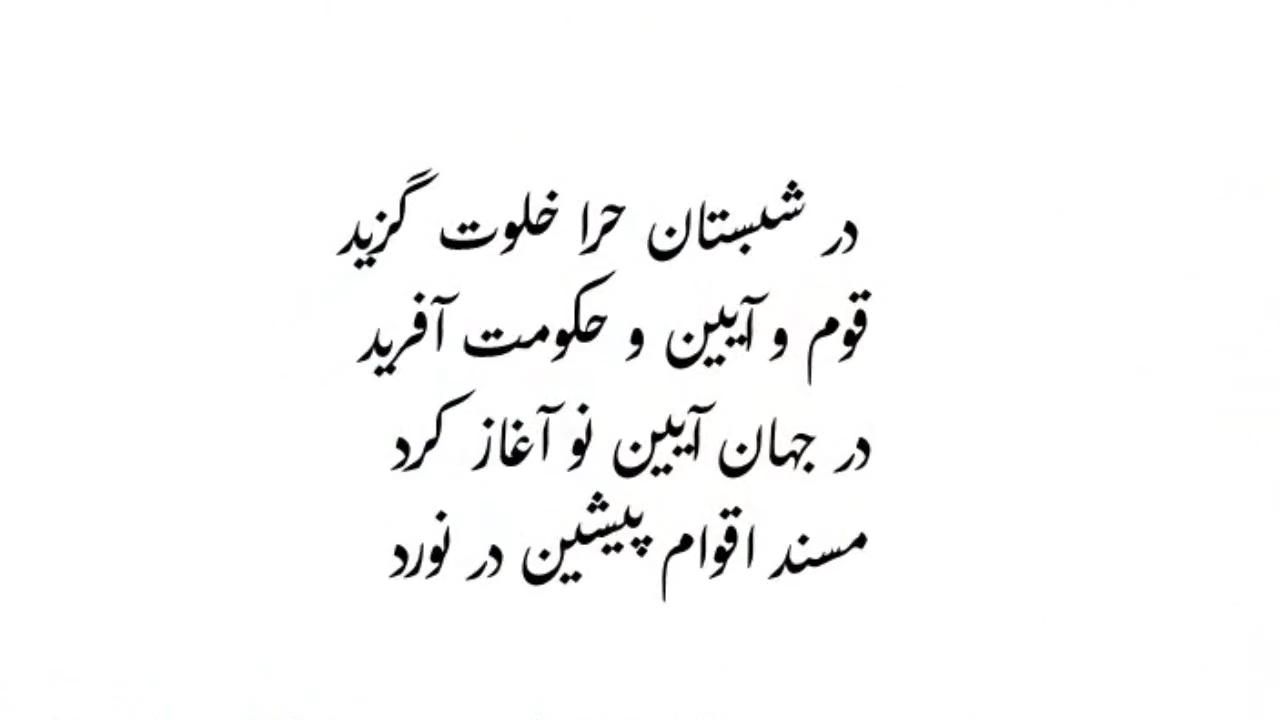 در شبستان حرا خلوت گزید
قوم و آیین و حکومت آفرید
در جہان آیین نو آغاز کرد
مسند اقوام پیشین در نورد